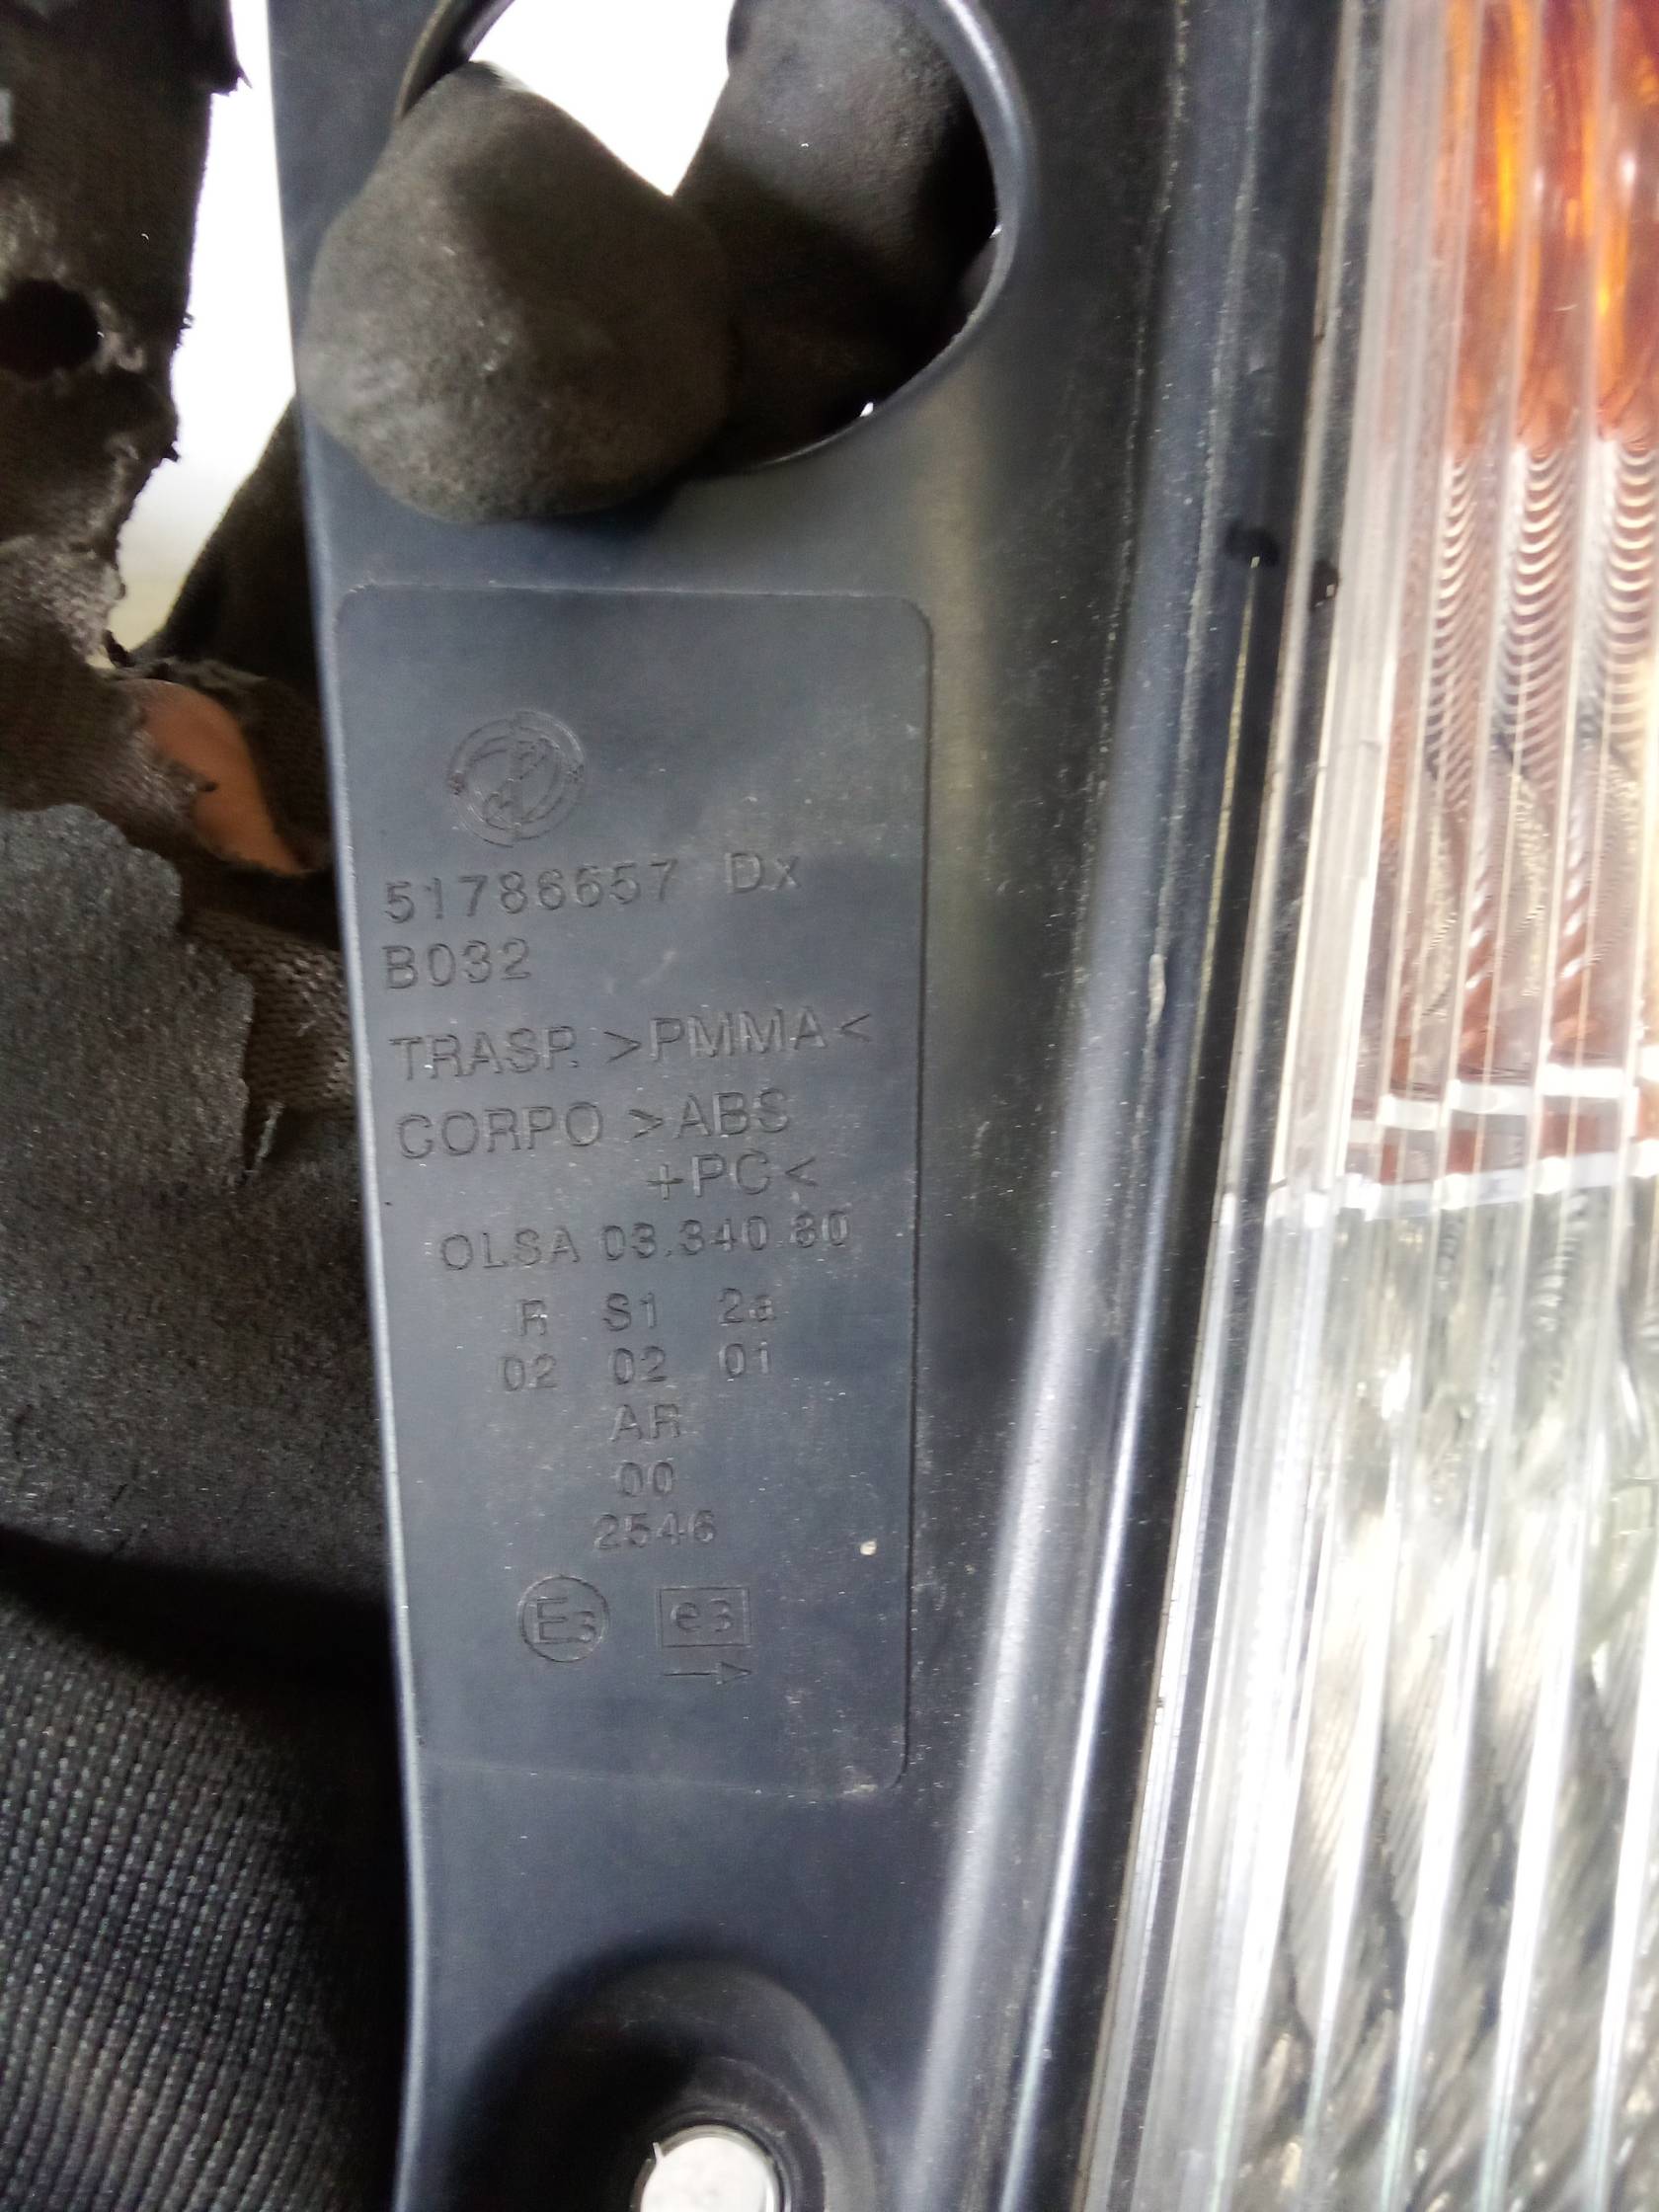 51786657 Dx
B032
TRASP. >PMMA<
CORPO >ABS
+PC<
OLSA 03.340.80
R S1 2a
02 02 01
AR
00
2546
E3 e3
→